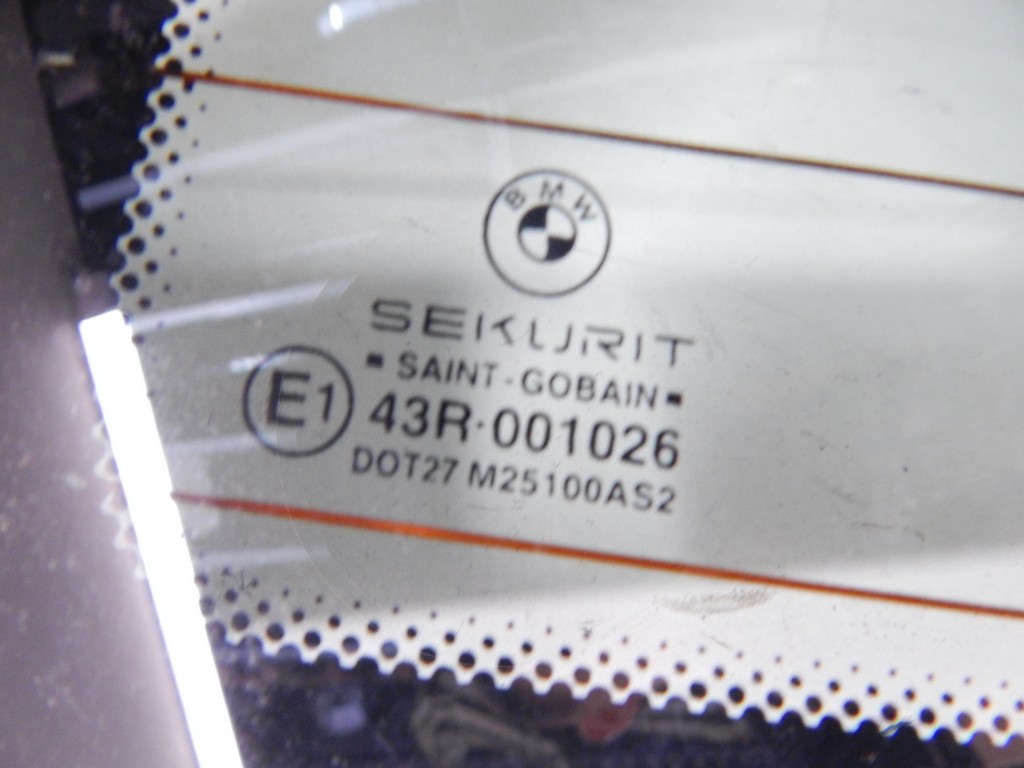 BMW
SEKURIT
▪ SAINT-GOBAIN ▪
E1
43R·001026
DOT27 M25100AS2